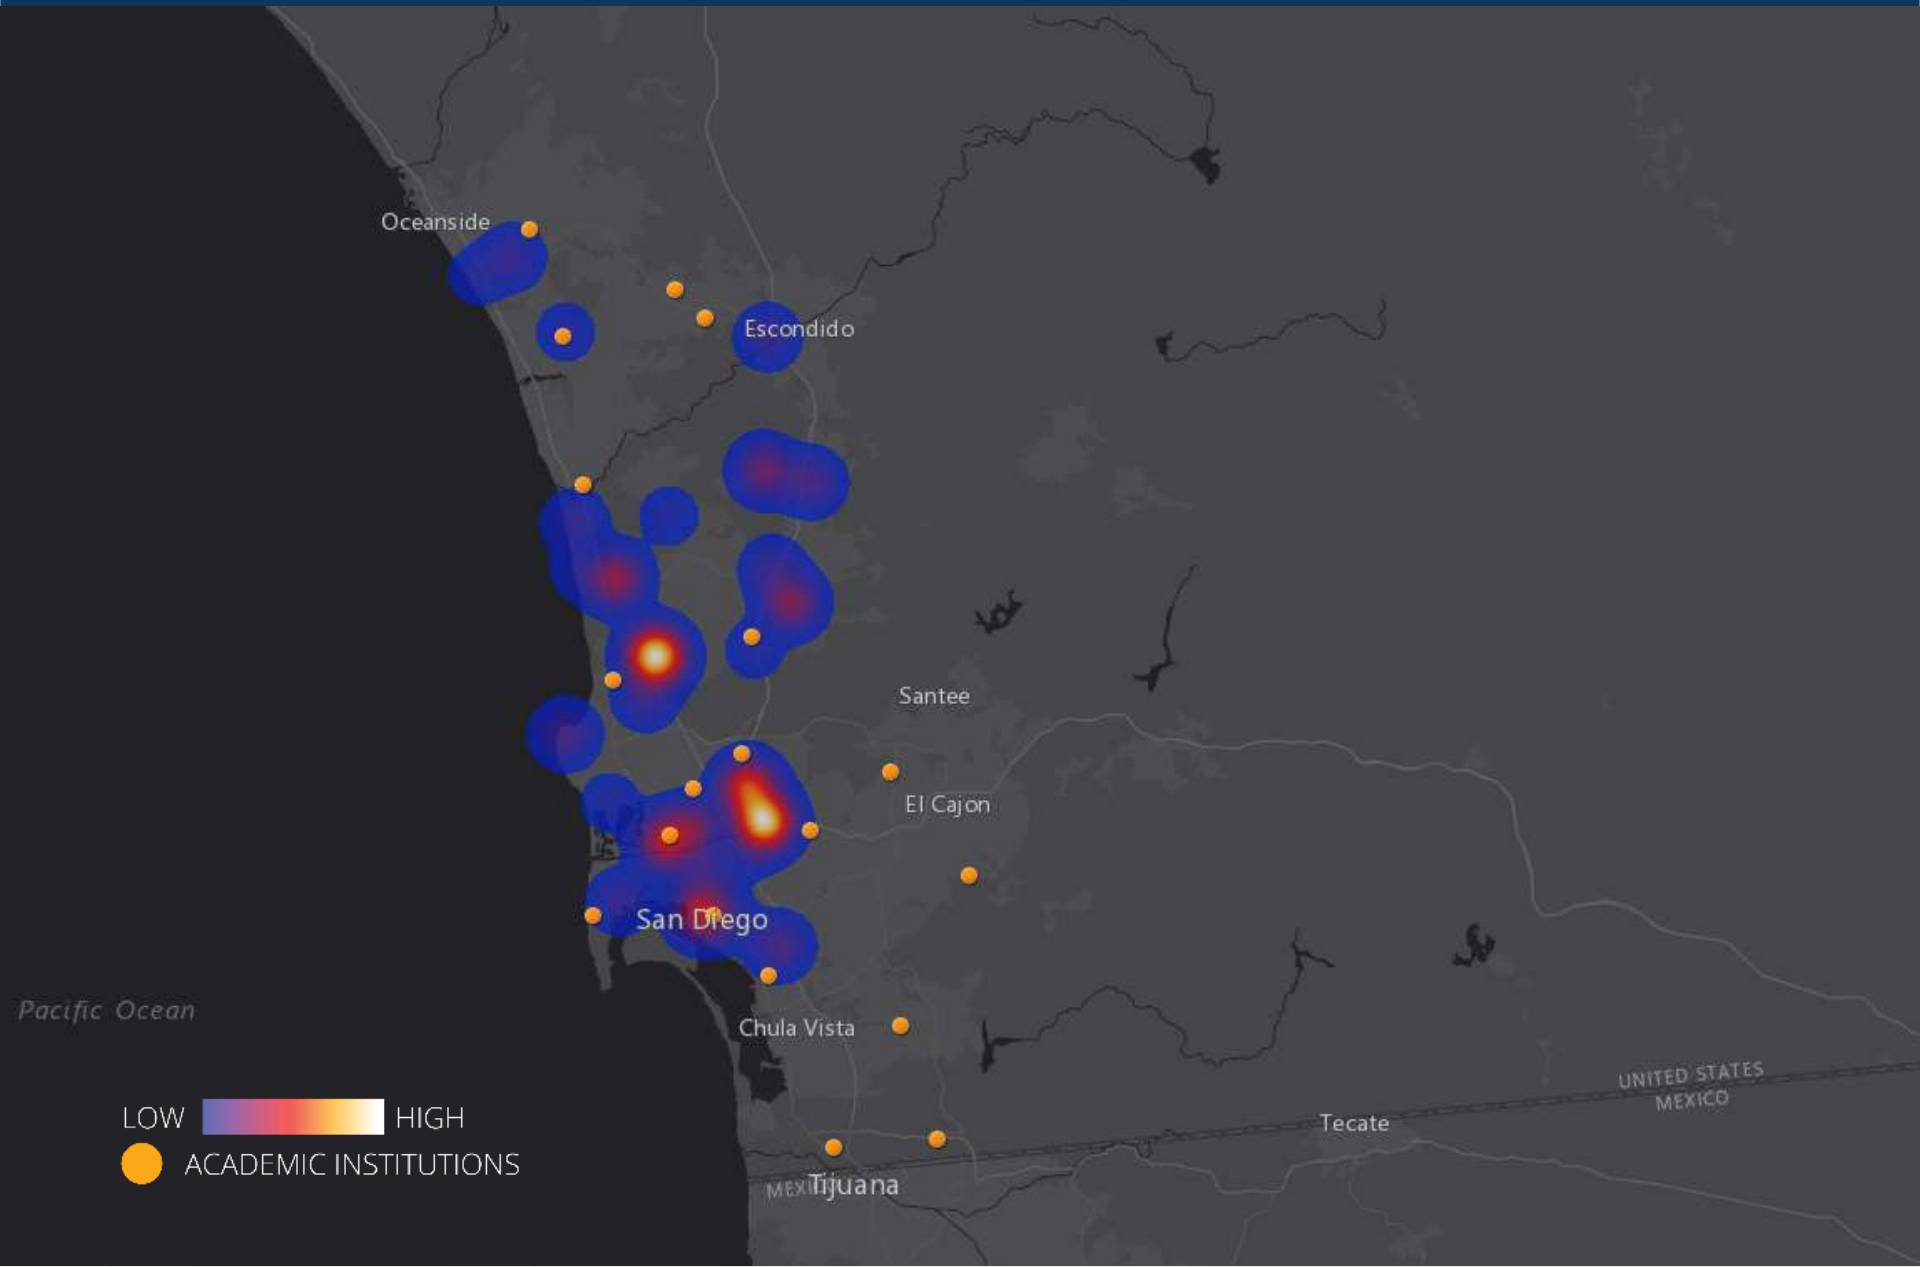 Oceanside
Escondido
Santee
El Cajon
San Diego
Pacific Ocean
Chula Vista
UNITED STATES
MEXICO
LOW
HIGH
Tecate
ACADEMIC INSTITUTIONS
Tijuana